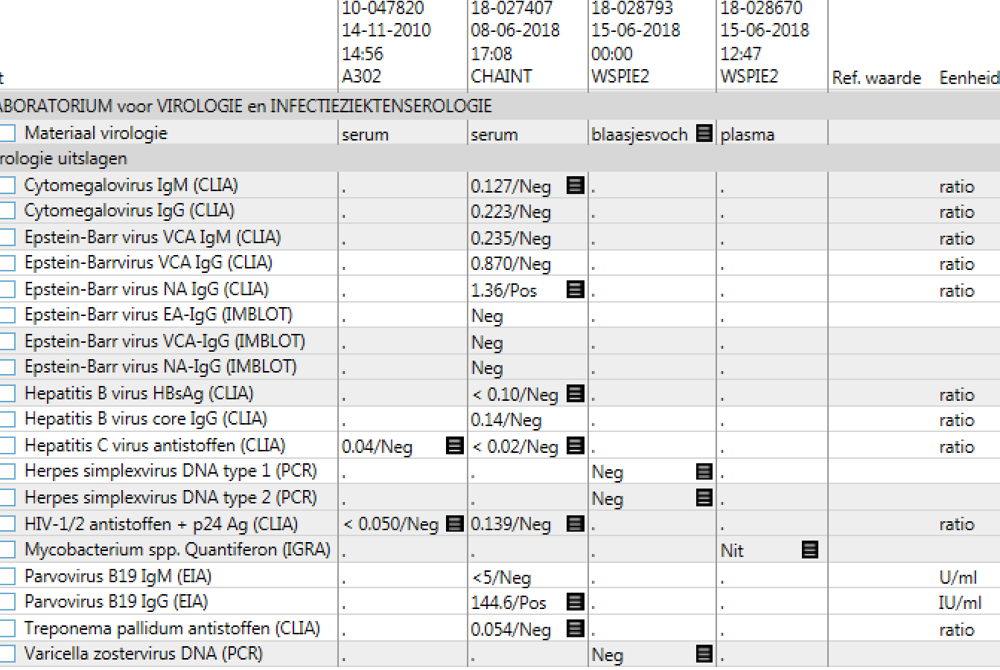 10-047820 18-027407 18-028793 18-028670
14-11-2010 08-06-2018 15-06-2018 15-06-2018
14:56 17:08 00:00 12:47
t A302 CHAINT WSPIE2 WSPIE2 Ref. waarde Eenheid
ABORATORIUM voor VIROLOGIE en INFECTIEZIEKTENSEROLOGIE
Materiaal virologie serum serum blaasjesvoch plasma
rologie uitslagen
Cytomegalovirus IgM (CLIA) . 0.127/Neg . . ratio
Cytomegalovirus IgG (CLIA) . 0.223/Neg . . ratio
Epstein-Barr virus VCA IgM (CLIA) . 0.235/Neg . . ratio
Epstein-Barrvirus VCA IgG (CLIA) . 0.870/Neg . . ratio
Epstein-Barr virus NA IgG (CLIA) . 1.36/Pos . . ratio
Epstein-Barr virus EA-IgG (IMBLOT) . Neg . .
Epstein-Barr virus VCA-IgG (IMBLOT) . Neg . .
Epstein-Barr virus NA-IgG (IMBLOT) . Neg . .
Hepatitis B virus HBsAg (CLIA) . < 0.10/Neg . . ratio
Hepatitis B virus core IgG (CLIA) . 0.14/Neg . . ratio
Hepatitis C virus antistoffen (CLIA) 0.04/Neg < 0.02/Neg . . ratio
Herpes simplexvirus DNA type 1 (PCR) . . Neg .
Herpes simplexvirus DNA type 2 (PCR) . . Neg .
HIV-1/2 antistoffen + p24 Ag (CLIA) < 0.050/Neg 0.139/Neg . . ratio
Mycobacterium spp. Quantiferon (IGRA) . . . Nit
Parvovirus B19 IgM (EIA) . <5/Neg . . U/ml
Parvovirus B19 IgG (EIA) . 144.6/Pos . . IU/ml
Treponema pallidum antistoffen (CLIA) . 0.054/Neg . . ratio
Varicella zostervirus DNA (PCR) . . Neg .